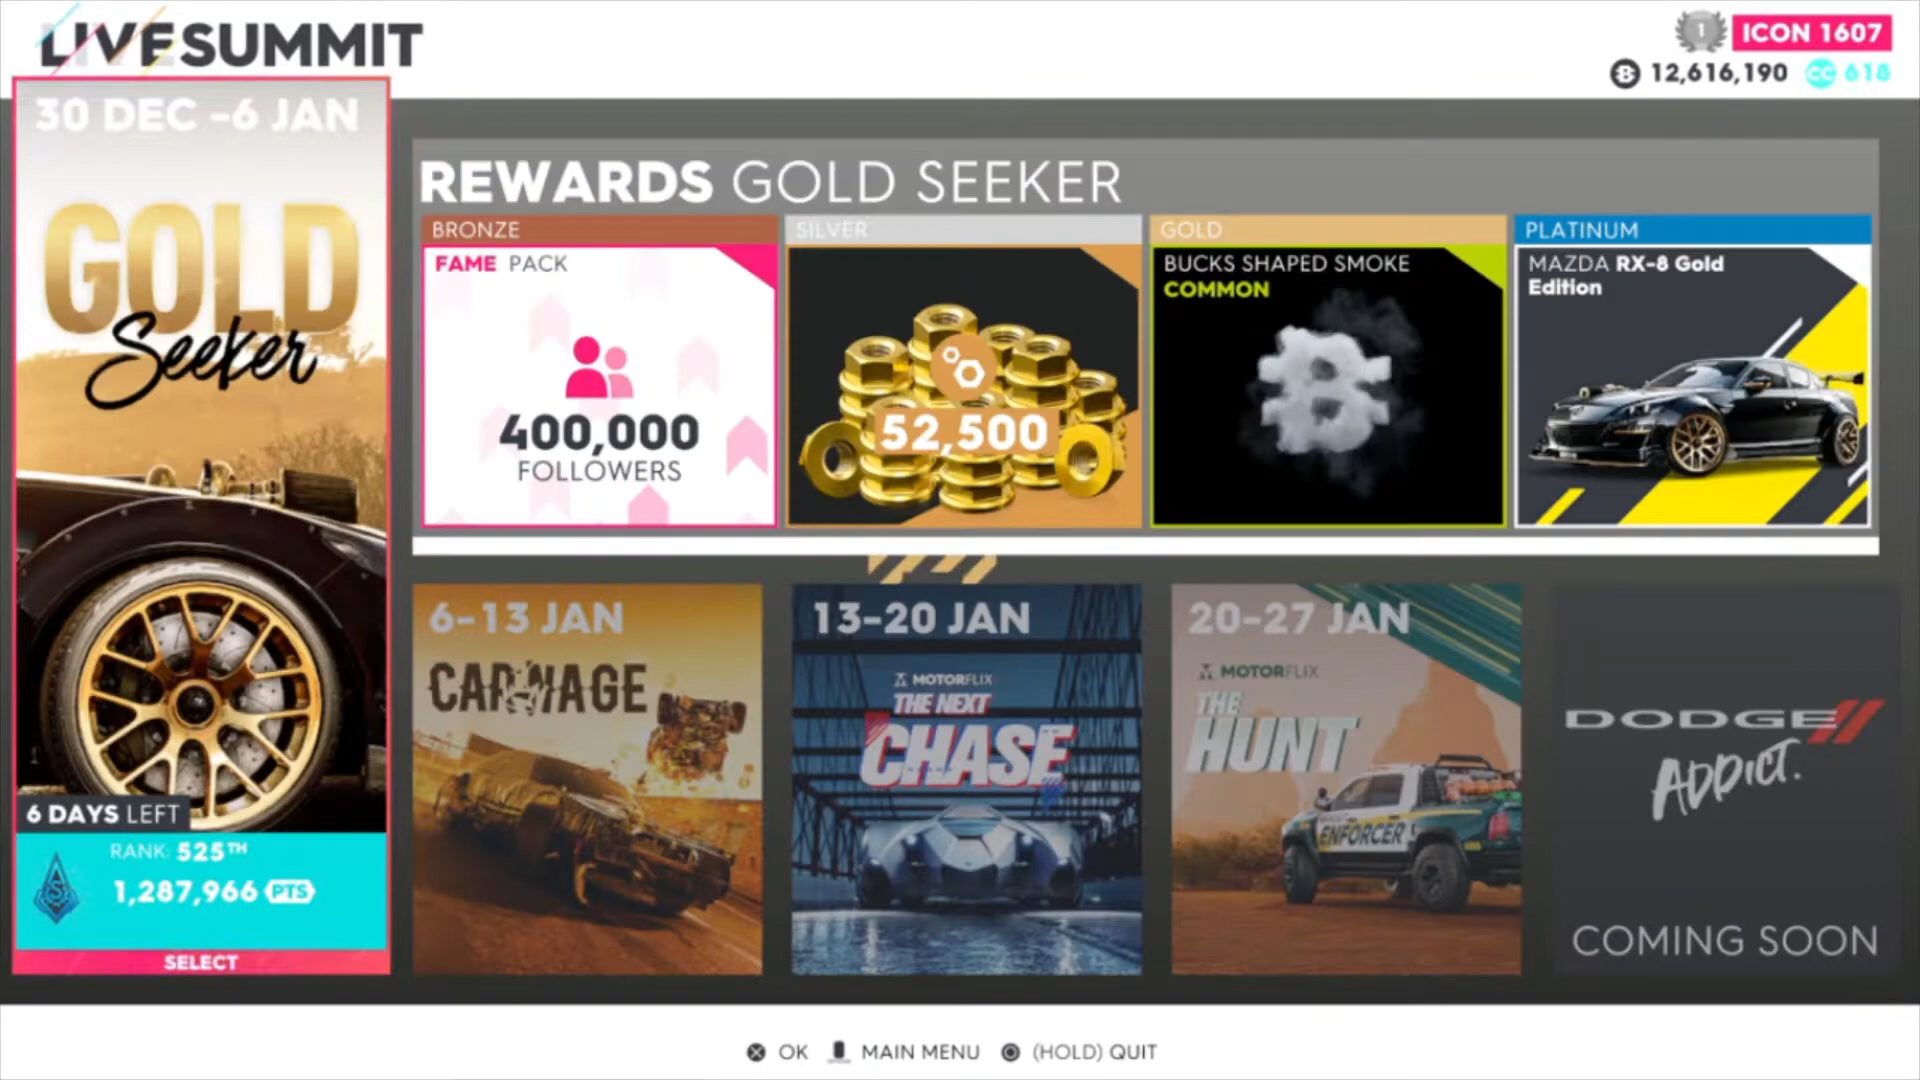 LIVESUMMIT
1
ICON 1607
12,616,190
CC 618
30 DEC -6 JAN
GOLD
Seeker
6 DAYS LEFT
RANK: 525TH
1,287,966 PTS
SELECT
REWARDS GOLD SEEKER
BRONZE
FAME PACK
400,000
FOLLOWERS
SILVER
52,500
GOLD
BUCKS SHAPED SMOKE
COMMON
PLATINUM
MAZDA RX-8 Gold
Edition
6-13 JAN
CARNAGE
13-20 JAN
MOTORFLIX
THE NEXT
CHASE
20-27 JAN
MOTORFLIX
THE
HUNT
ENFORCER
DODGE
ADDICT.
COMING SOON
OK
MAIN MENU
(HOLD) QUIT